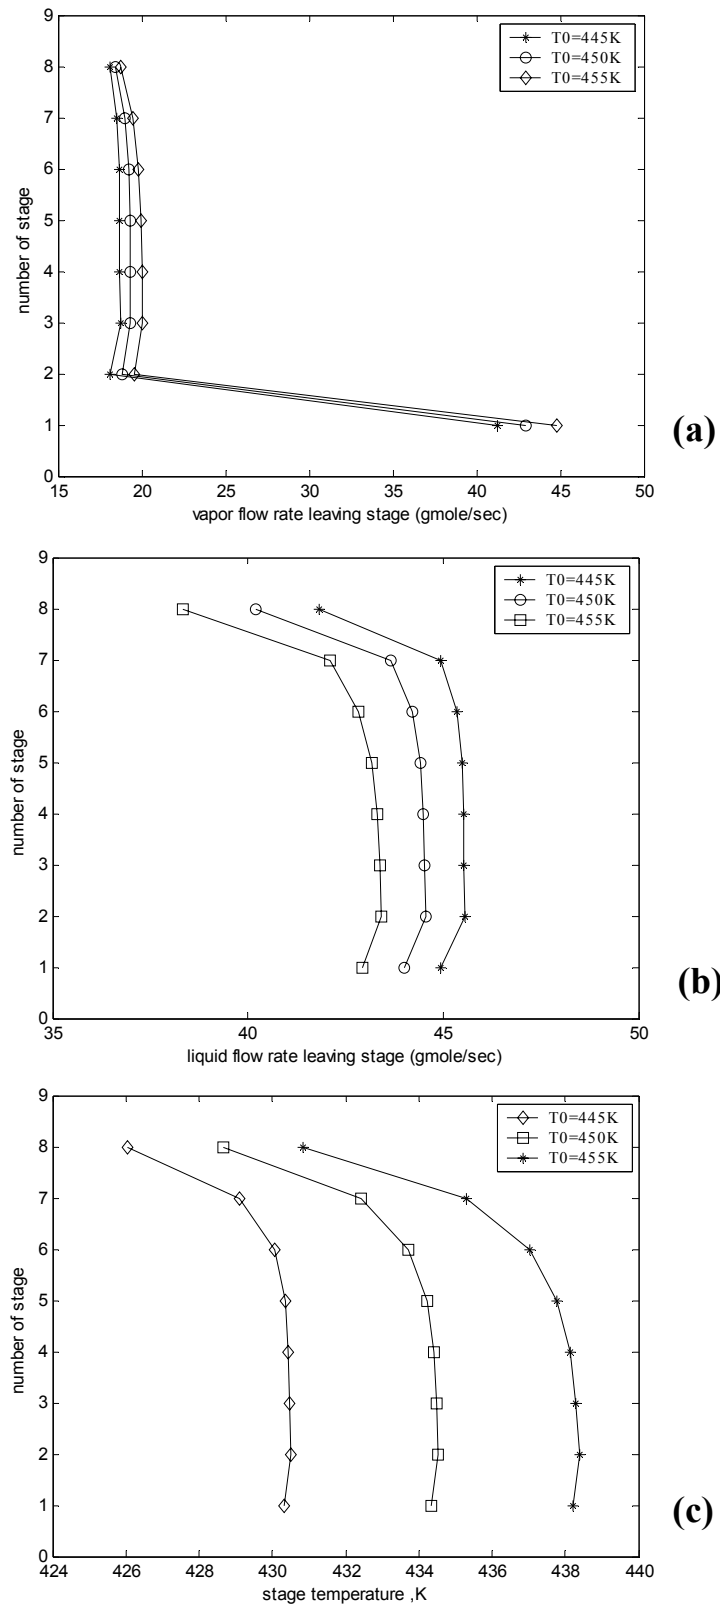 9
8
7
6
5
4
3
2
1
0
number of stage
T0=445K
T0=450K
T0=455K
15 20 25 30 35 40 45 50
vapor flow rate leaving stage (gmole/sec)
(a)
9
8
7
6
5
4
3
2
1
0
number of stage
T0=445K
T0=450K
T0=455K
35 40 45 50
liquid flow rate leaving stage (gmole/sec)
(b)
9
8
7
6
5
4
3
2
1
0
number of stage
T0=445K
T0=450K
T0=455K
424 426 428 430 432 434 436 438 440
stage temperature ,K
(c)